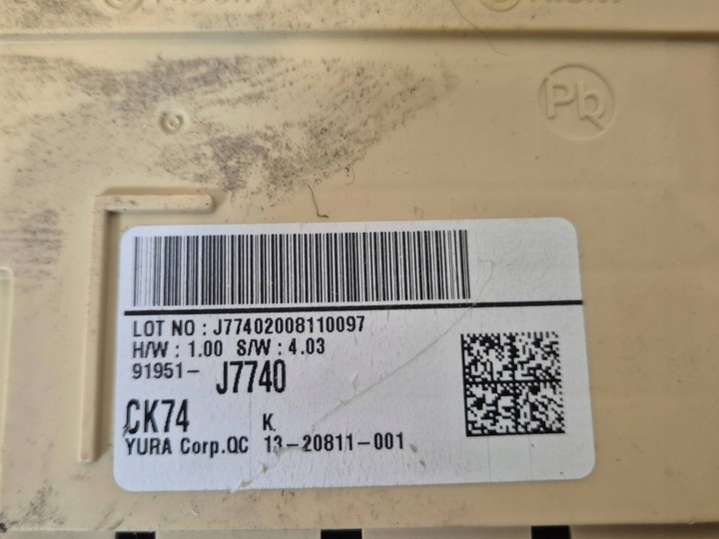 Pb
LOT NO : J77402008110097
H/W : 1.00 S/W : 4.03
91951- J7740
CK74 K.
YURA Corp.QC 13-20811-001